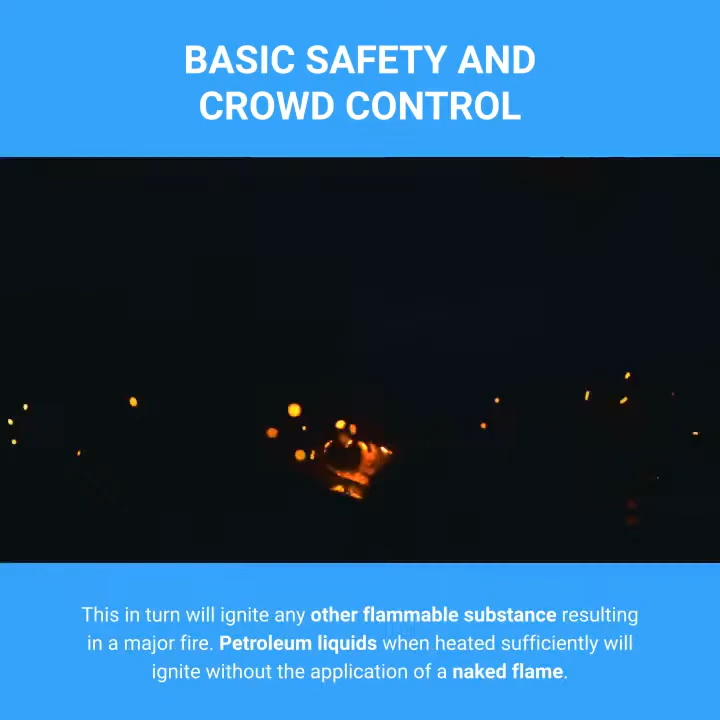 BASIC SAFETY AND
CROWD CONTROL
This in turn will ignite any other flammable substance resulting
in a major fire. Petroleum liquids when heated sufficiently will
ignite without the application of a naked flame.